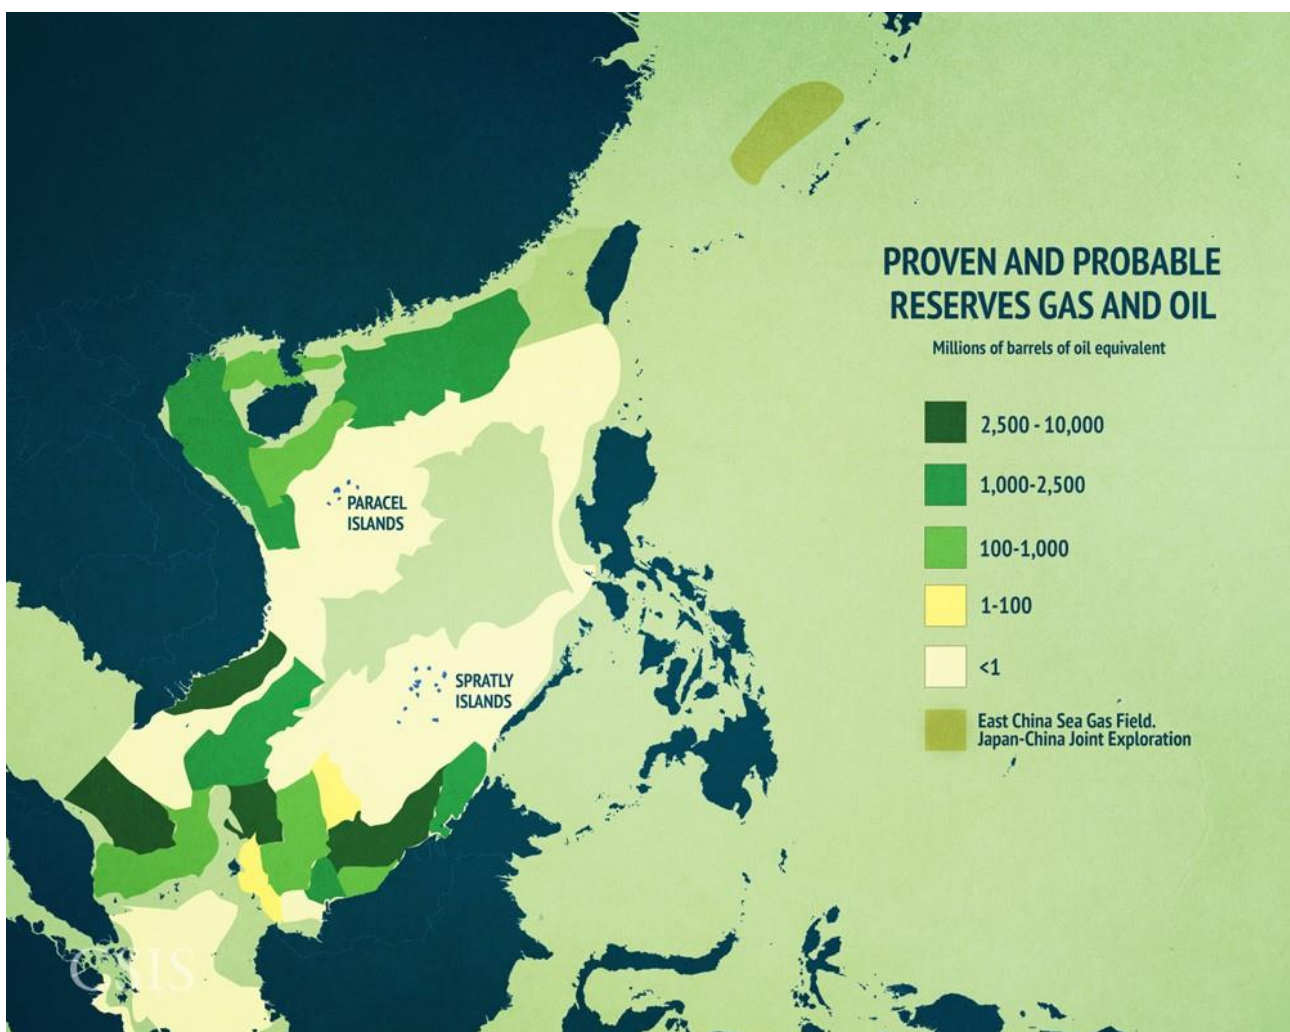 PROVEN AND PROBABLE
RESERVES GAS AND OIL
Millions of barrels of oil equivalent
2,500 - 10,000
1,000-2,500
100-1,000
1-100
<1
East China Sea Gas Field.
Japan-China Joint Exploration
PARACEL
ISLANDS
SPRATLY
ISLANDS
CSIS